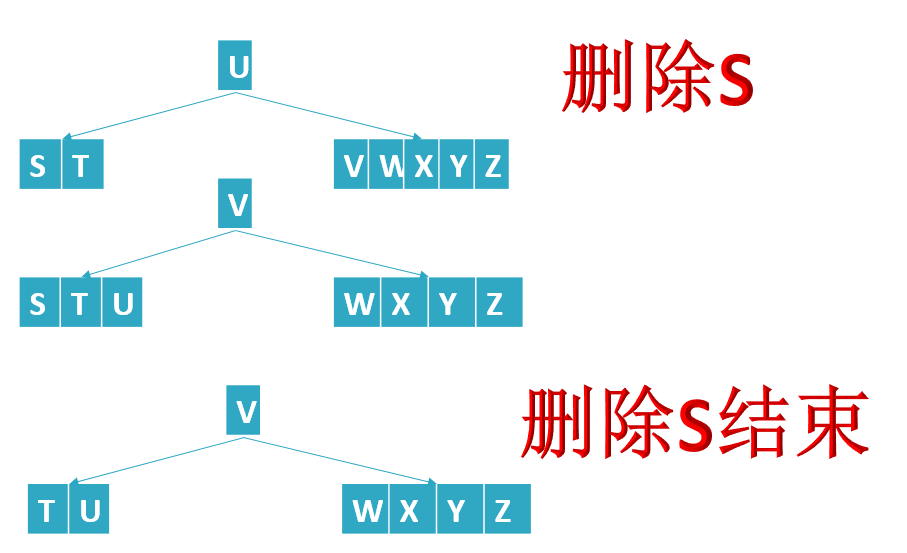 U
删除S
S T
V W X Y Z
V
S T U
W X Y Z
V
删除S结束
T U
W X Y Z